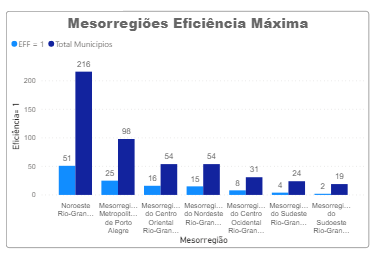 Mesorregiões Eficiência Máxima
EFF = 1 Total Municipios
Eficiência= 1
200
150
100
50
0
51 216
25 98
16 54
15 54
8 31
4 24
2 19
Noroeste
Rio-Gran…
Mesorregi…
Metropolit…
de Porto
Alegre
Mesorregi…
do Centro
Oriental
Rio-Gran…
Mesorregi…
do Nordeste
Rio-Gran…
Mesorregi…
do Centro
Ocidental
Rio-Gran…
Mesorregi…
do Sudeste
Rio-Gran…
Mesorregi…
do
Sudoeste
Rio-Gran…
Mesorregião